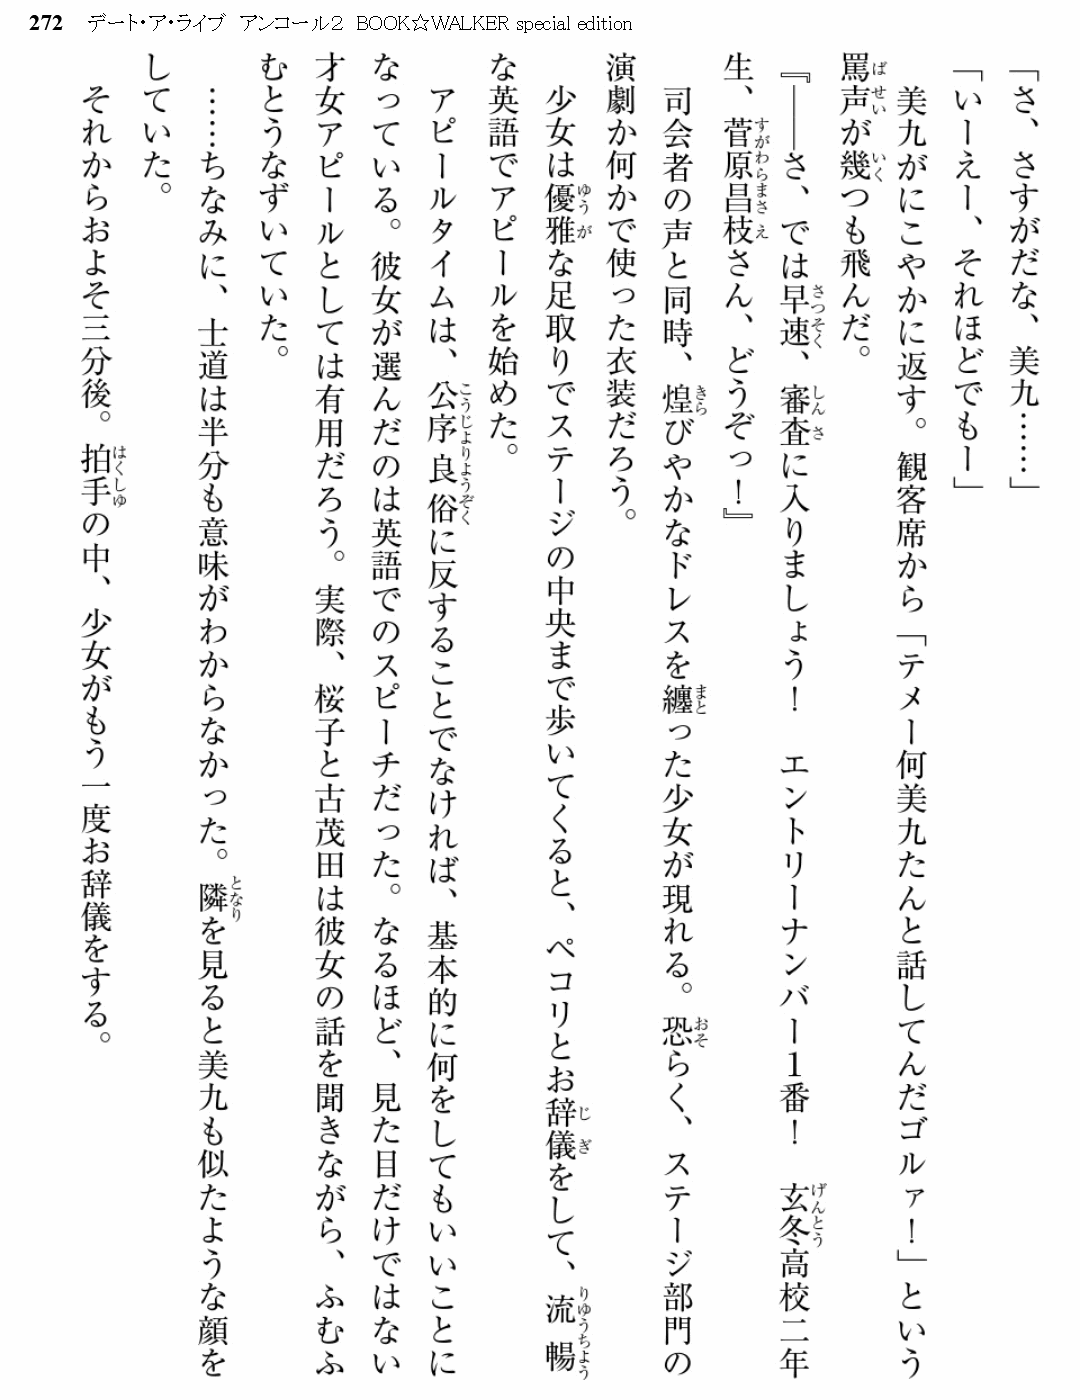 272 デート・ア・ライブ アンコール2 BOOK☆WALKER special edition
「さ、さすがだな、美九……」
「いーえー、それほどでもー」
美九がにこやかに返す。観客席から「テメー何美九たんと話してんだゴルァ！」という
罵声が幾つも飛んだ。
『――さ、では早速、審査に入りましょう！　エントリーナンバー１番！　玄冬高校二年
生、菅原昌枝さん、どうぞっ！』
司会者の声と同時、煌びやかなドレスを纏った少女が現れる。恐らく、ステージ部門の
演劇か何かで使った衣装だろう。
少女は優雅な足取りでステージの中央まで歩いてくると、ペコリとお辞儀をして、流暢
な英語でアピールを始めた。
アピールタイムは、公序良俗に反することでなければ、基本的に何をしてもいいことに
なっている。彼女が選んだのは英語でのスピーチだった。なるほど、見た目だけではない
才女アピールとしては有用だろう。実際、桜子と古茂田は彼女の話を聞きながら、ふむふ
むとうなずいていた。
……ちなみに、士道は半分も意味がわからなかった。隣を見ると美九も似たような顔を
していた。
それからおよそ三分後。拍手の中、少女がもう一度お辞儀をする。